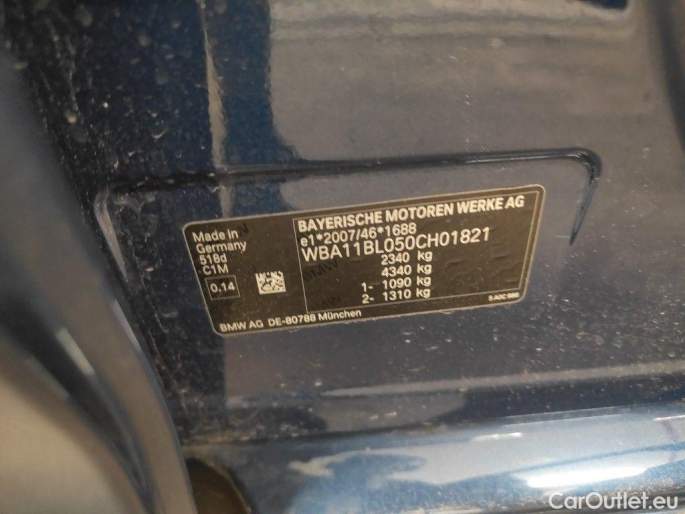 BAYERISCHE MOTOREN WERKE AG
e1*2007/46*1688
WBA11BL050CH01821
2340 kg
4340 kg
1- 1090 kg
2- 1310 kg
Made in
Germany
518d
-C1M
0.14
BMW AG DE-80788 München
CarOutlet.eu